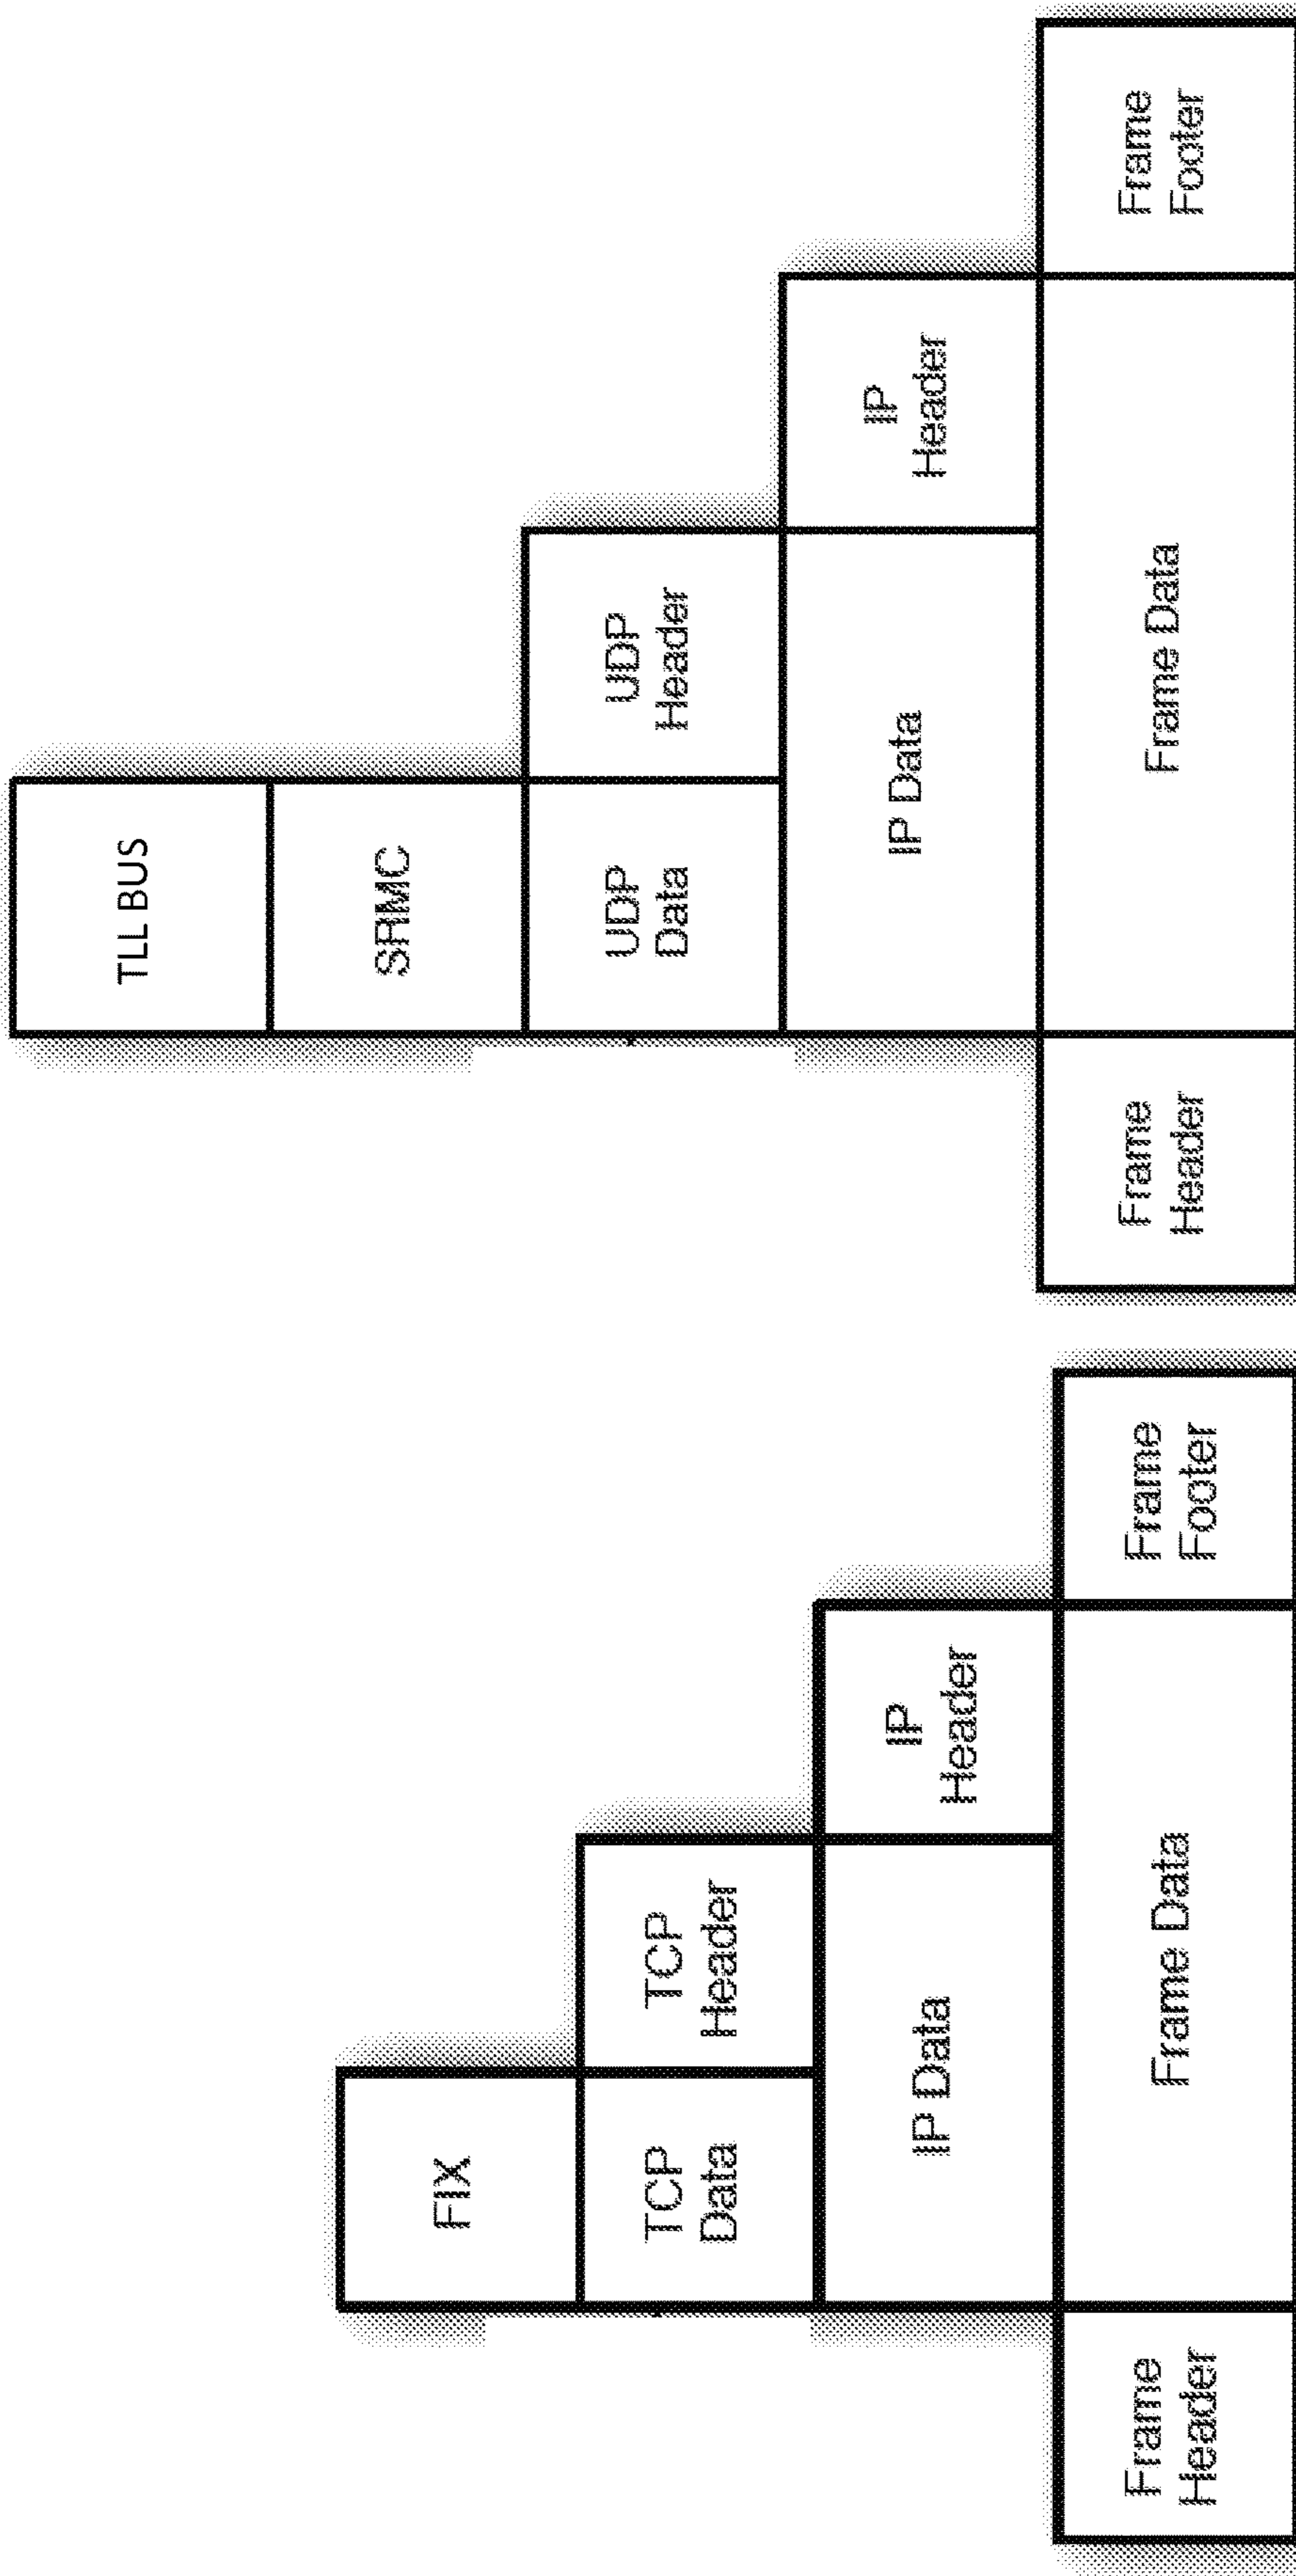 FIX
TCP
Data
TCP
Header
IP Data
IP
Header
Frame
Header
Frame Data
Frame
Footer
TLL BUS
SRMC
UDP
Data
UDP
Header
IP Data
IP
Header
Frame
Header
Frame Data
Frame
Footer